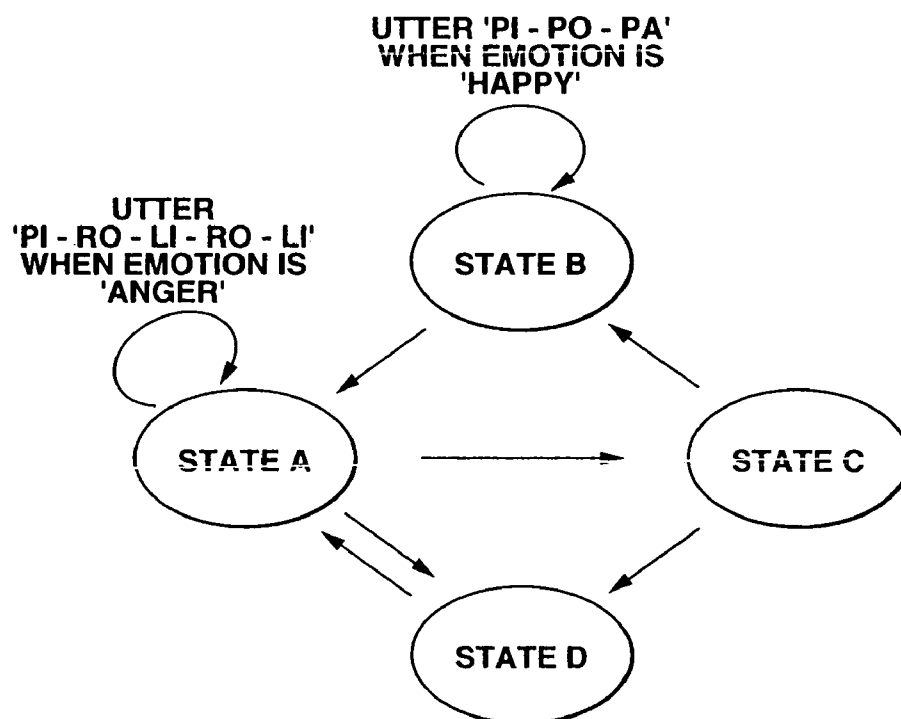 UTTER 'PI - PO - PA'
WHEN EMOTION IS
'HAPPY'
UTTER
'PI - RO - LI - RO - LI'
WHEN EMOTION IS
'ANGER'
STATE B
STATE A
STATE C
STATE D